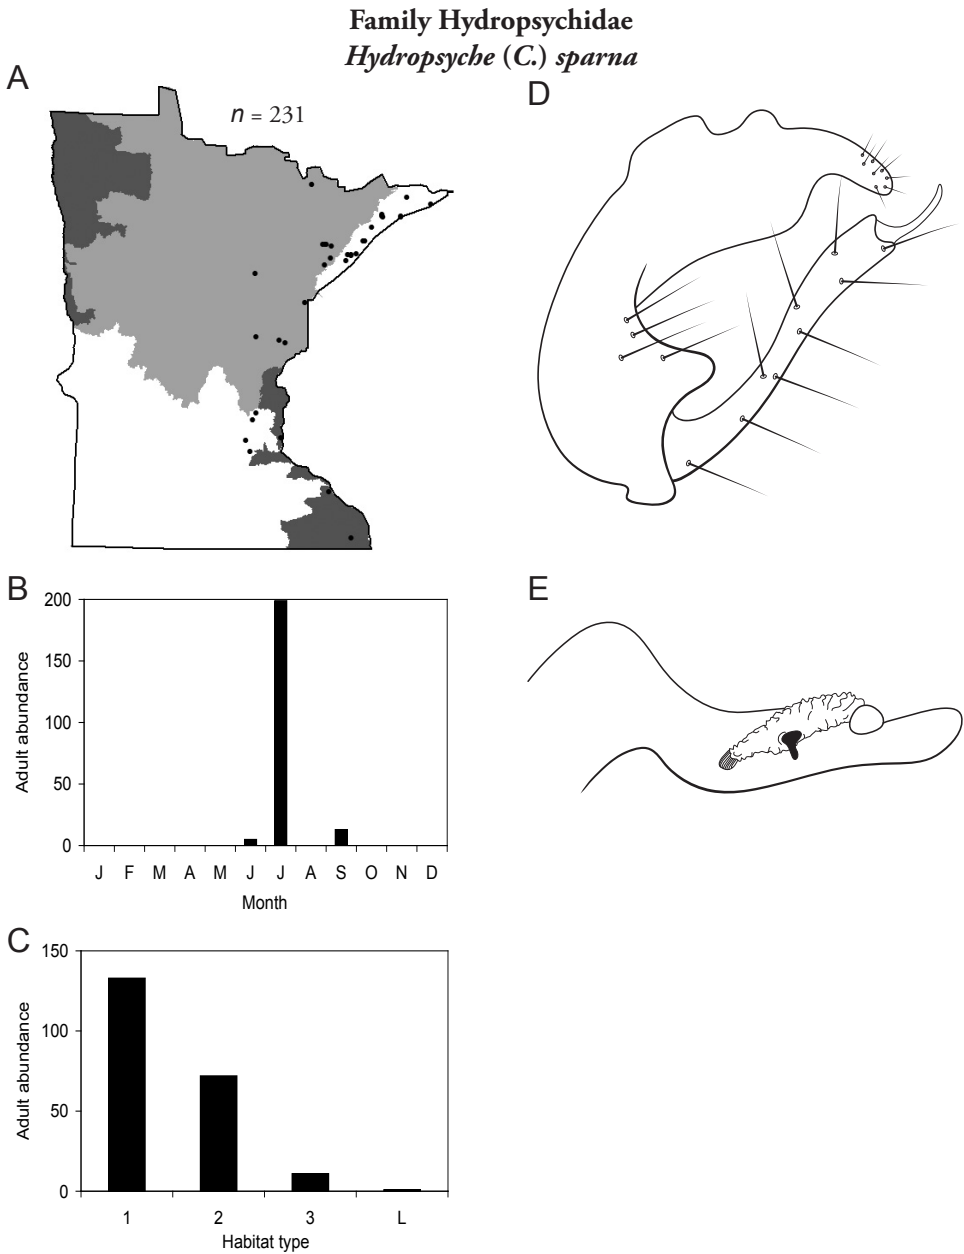 Family Hydropsychidae
Hydropsyche (C.) sparna
A
n = 231
D
B
200
150
100
50
0
Adult abundance
J F M A M J J A S O N D
Month
E
C
150
100
50
0
Adult abundance
1 2 3 L
Habitat type